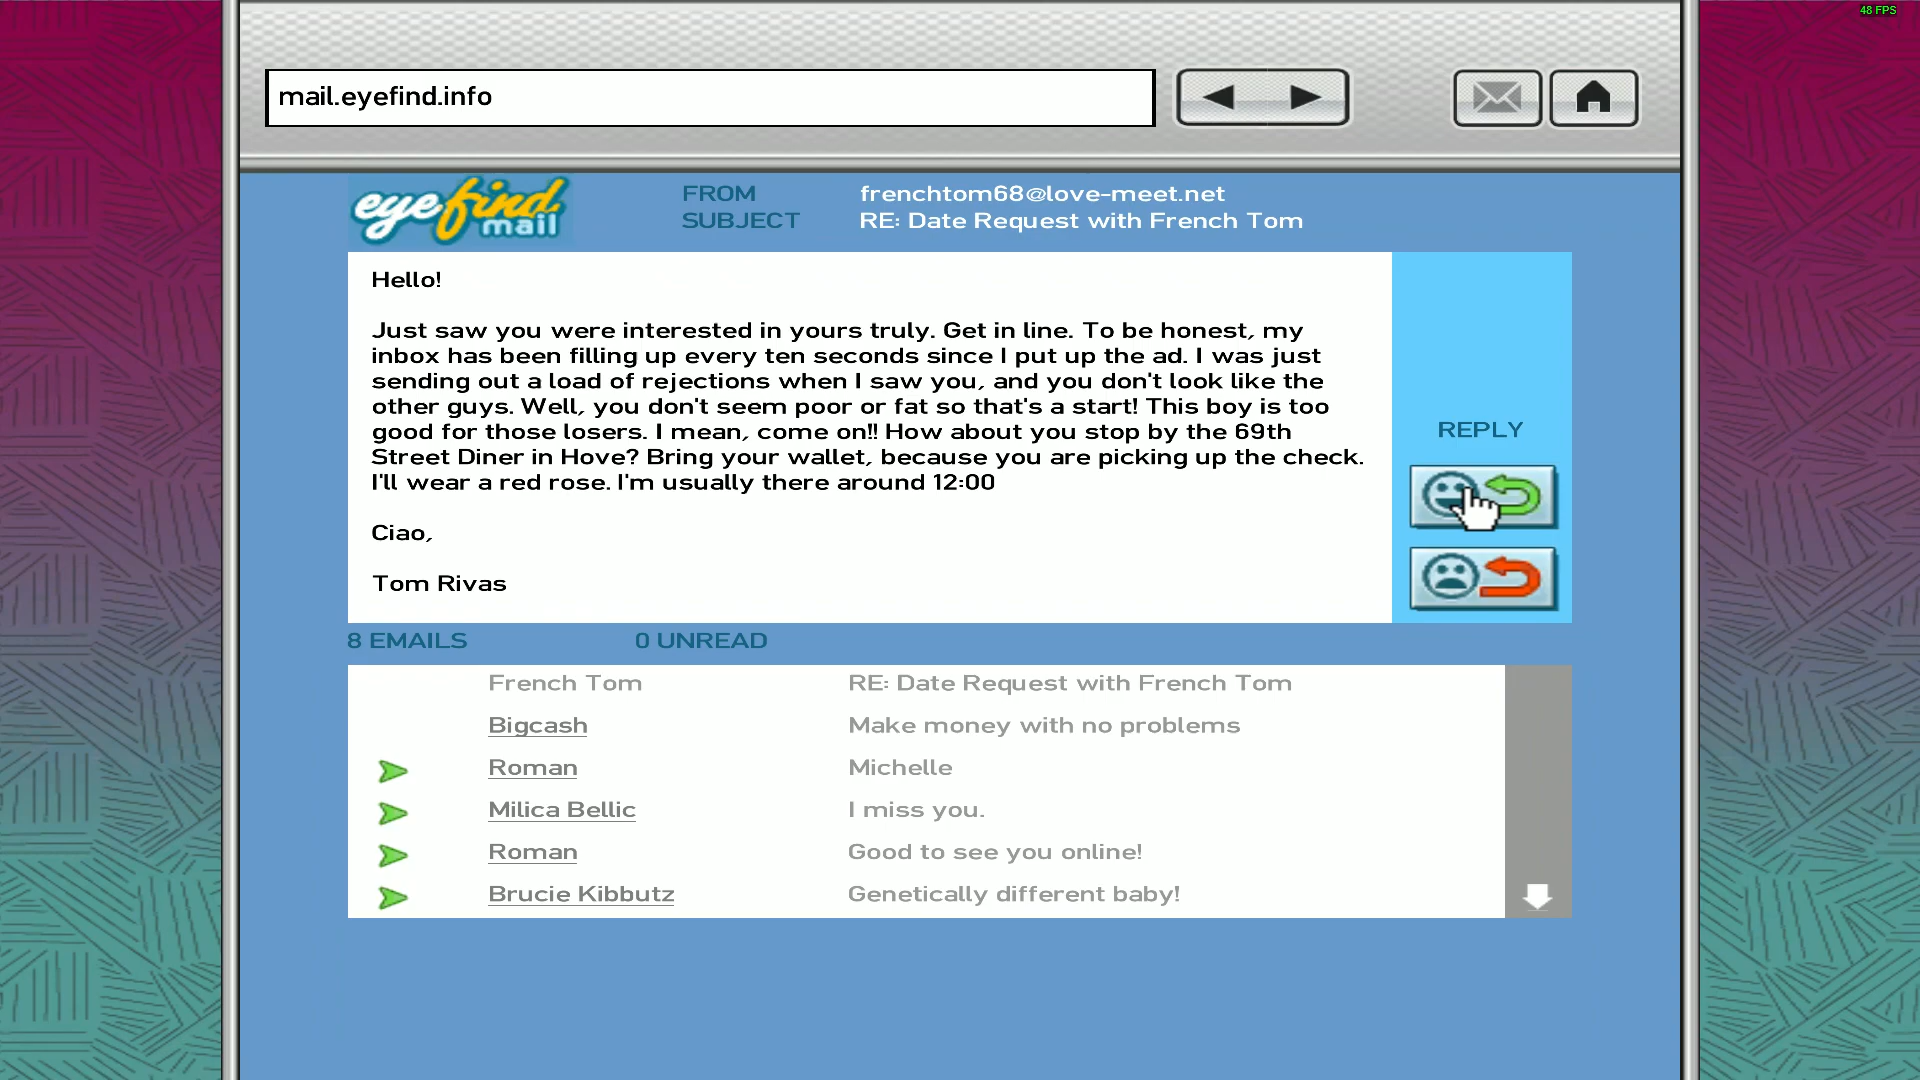 48 FPS
mail.eyefind.info
eyefind mail
FROM frenchtom68@love-meet.net
SUBJECT RE: Date Request with French Tom
Hello!
Just saw you were interested in yours truly. Get in line. To be honest, my
inbox has been filling up every ten seconds since I put up the ad. I was just
sending out a load of rejections when I saw you, and you don't look like the
other guys. Well, you don't seem poor or fat so that's a start! This boy is too
good for those losers. I mean, come on!! How about you stop by the 69th
Street Diner in Hove? Bring your wallet, because you are picking up the check.
I'll wear a red rose. I'm usually there around 12:00
Ciao,
Tom Rivas
REPLY
8 EMAILS 0 UNREAD
French Tom RE: Date Request with French Tom
Bigcash Make money with no problems
Roman Michelle
Milica Bellic I miss you.
Roman Good to see you online!
Brucie Kibbutz Genetically different baby!